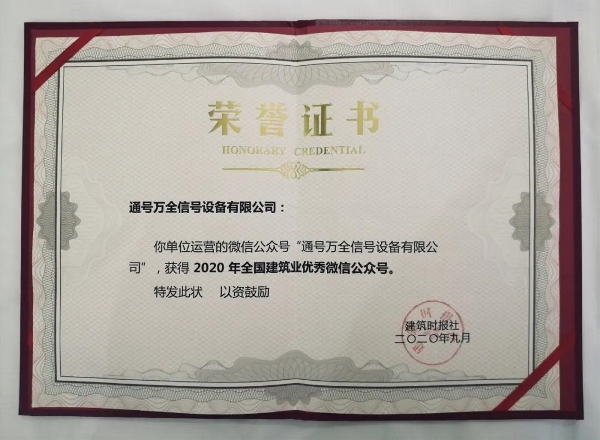 荣誉证书
HONORARY CREDENTIAL
通号万全信号设备有限公司：
你单位运营的微信公众号“通号万全信号设备有限公
司”，获得 2020 年全国建筑业优秀微信公众号。
特发此状 以资鼓励
建筑时报社
二〇二〇年九月